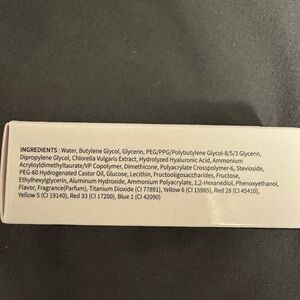 INGREDIENTS : Water, Butylene Glycol, Glycerin, PEG/PPG/Polybutylene Glycol-8/5/3 Glycerin,
Dipropylene Glycol, Chlorella Vulgaris Extract, Hydrolyzed Hyaluronic Acid, Ammonium
Acryloyldimethyltaurate/VP Copolymer, Dimethicone, Polyacrylate Crosspolymer-6, Stevioside,
PEG-60 Hydrogenated Castor Oil, Glucose, Lecithin, Fructooligosaccharides, Fructose,
Ethylhexylglycerin, Aluminum Hydroxide, Ammonium Polyacrylate, 1,2-Hexanediol, Phenoxyethanol,
Flavor, Fragrance(Parfum), Titanium Dioxide (CI 77891), Yellow 6 (CI 15985), Red 28 (CI 45410),
Yellow 5 (CI 19140), Red 33 (CI 17200), Blue 1 (CI 42090)